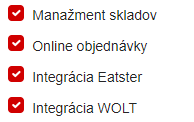 Manažment skladov
Online objednávky
Integrácia Eatster
Integrácia WOLT